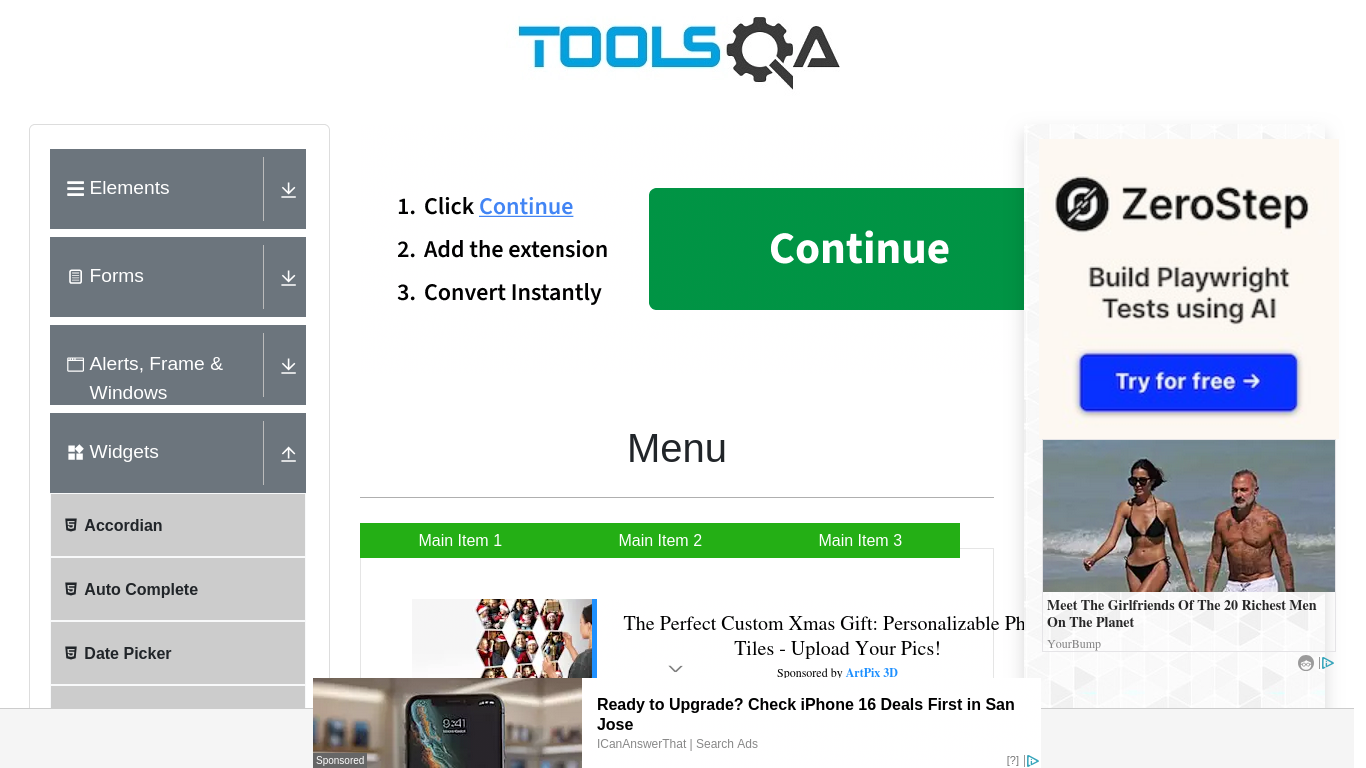 TOOLSQA
Elements
Forms
Alerts, Frame &
Windows
Widgets
Accordian
Auto Complete
Date Picker
1. Click Continue
2. Add the extension
3. Convert Instantly
Continue
Menu
Main Item 1
Main Item 2
Main Item 3
The Perfect Custom Xmas Gift: Personalizable Ph
Tiles - Upload Your Pics!
Sponsored by ArtPix 3D
ZeroStep
Build Playwright
Tests using AI
Try for free →
Meet The Girlfriends Of The 20 Richest Men
On The Planet
YourBump
Sponsored
Ready to Upgrade? Check iPhone 16 Deals First in San
Jose
ICanAnswerThat | Search Ads
[?]